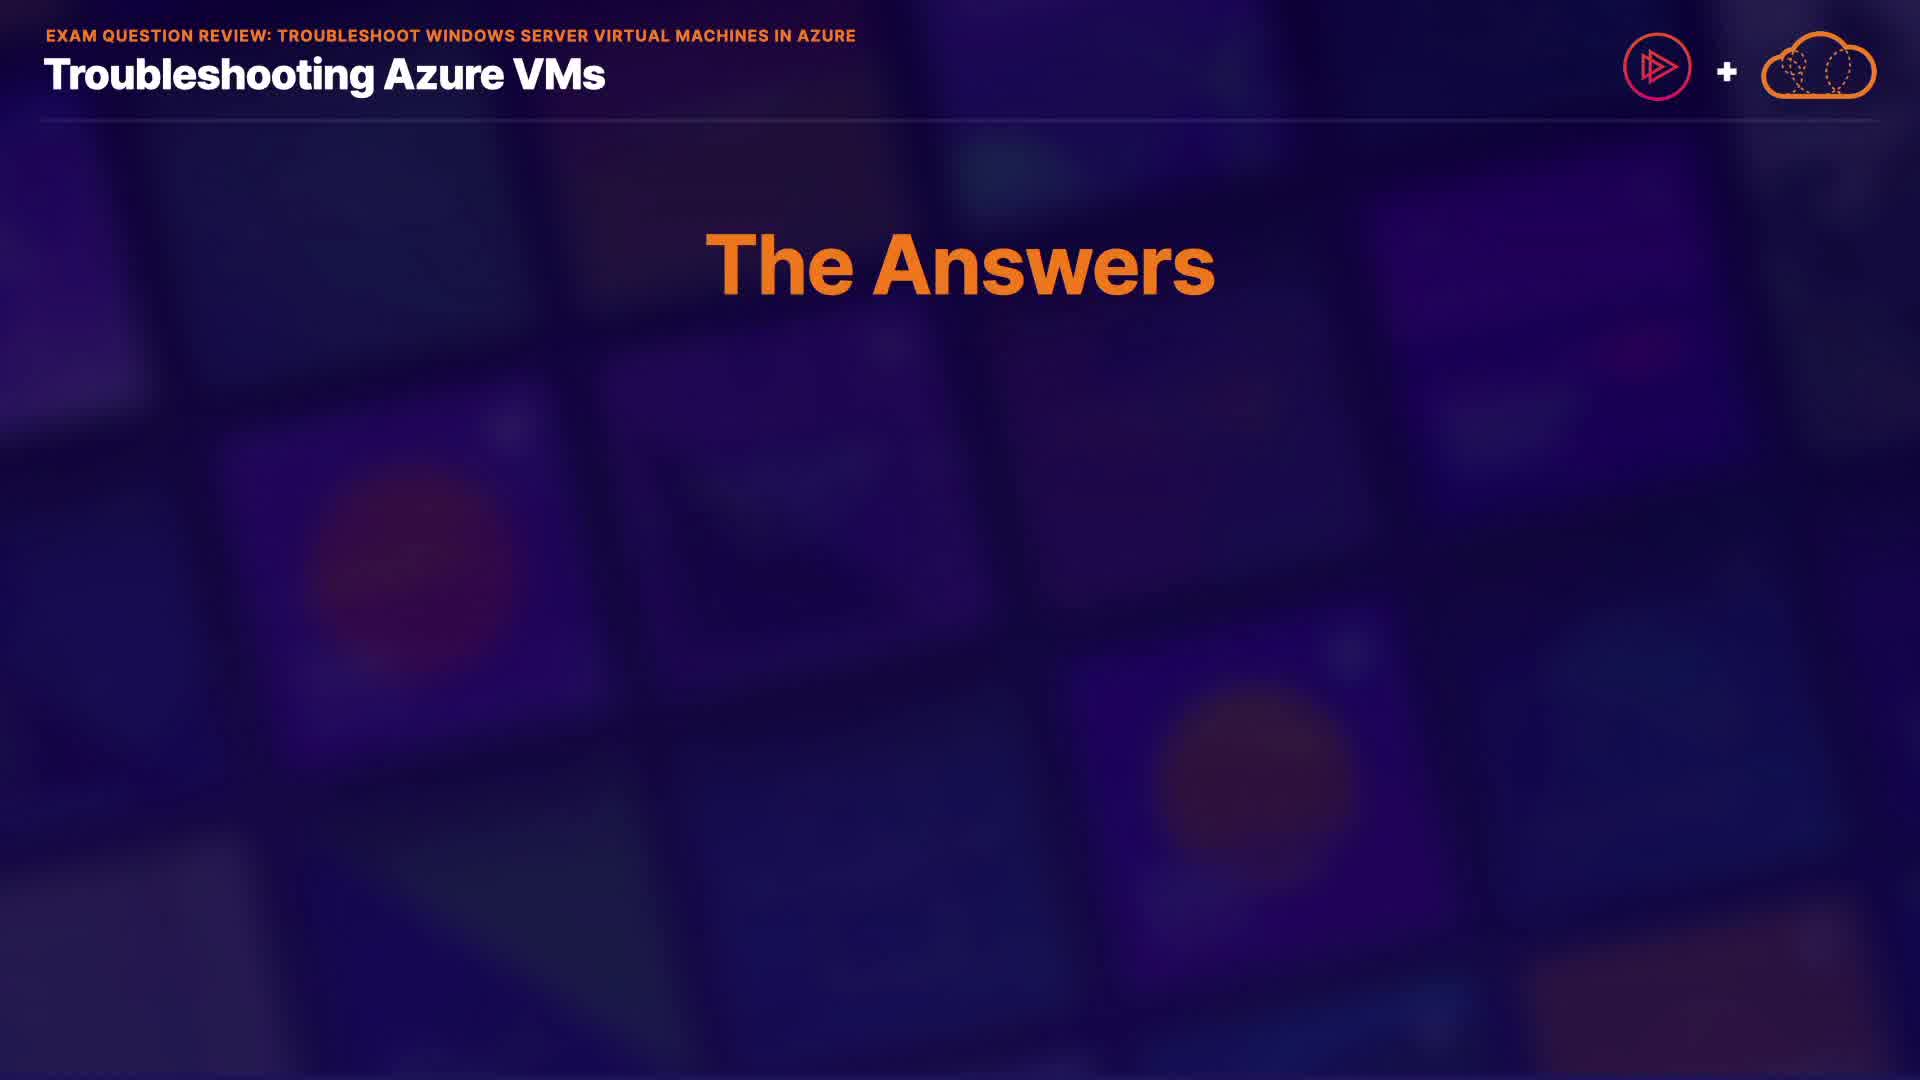 EXAM QUESTION REVIEW: TROUBLESHOOT WINDOWS SERVER VIRTUAL MACHINES IN AZURE
Troubleshooting Azure VMs
+
The Answers